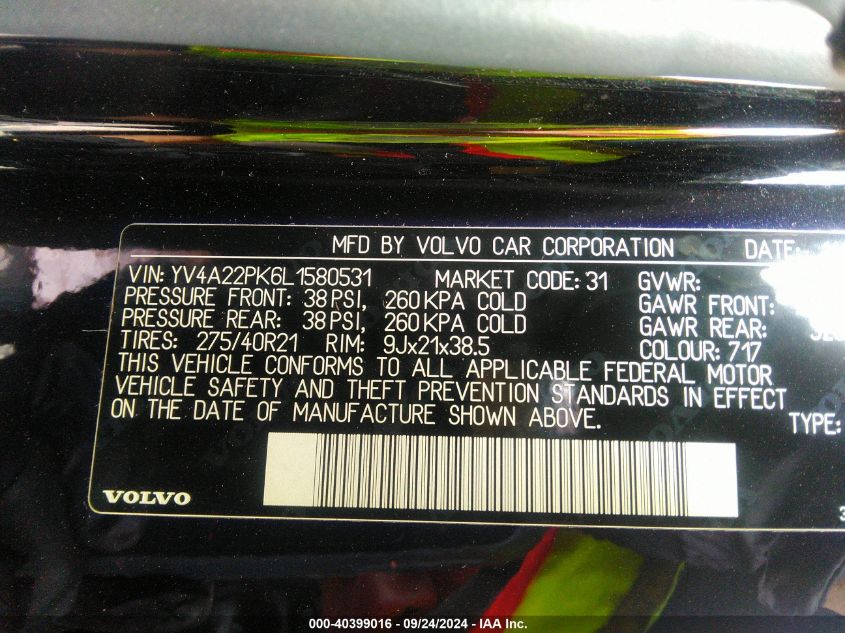 MFD BY VOLVO CAR CORPORATION DATE:
VIN: YV4A22PK6L1580531 MARKET CODE: 31 GVWR:
PRESSURE FRONT: 38 PSI, 260 KPA COLD GAWR FRONT:
PRESSURE REAR: 38 PSI, 260 KPA COLD GAWR REAR:
TIRES: 275/40R21 RIM: 9Jx21x38.5 COLOUR: 717
THIS VEHICLE CONFORMS TO ALL APPLICABLE FEDERAL MOTOR
VEHICLE SAFETY AND THEFT PREVENTION STANDARDS IN EFFECT
ON THE DATE OF MANUFACTURE SHOWN ABOVE. TYPE:
VOLVO
000-40399016 - 09/24/2024 - IAA Inc.